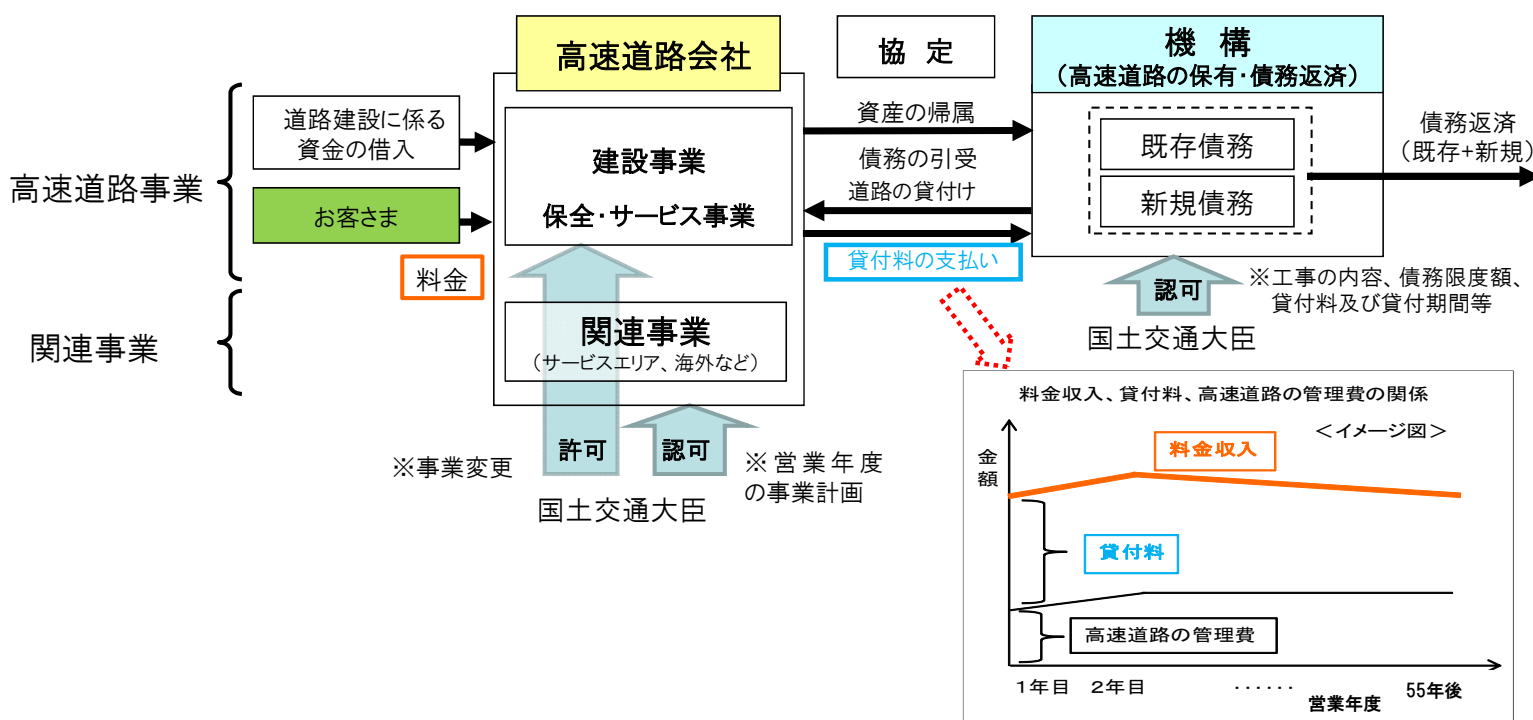 高速道路会社
協 定
機 構
（高速道路の保有・債務返済）
高速道路事業
道路建設に係る
資金の借入
お客さま
料金
建設事業
保全・サービス事業
資産の帰属
債務の引受
道路の貸付け
貸付料の支払い
既存債務
新規債務
債務返済
（既存+新規）
関連事業
関連事業
（サービスエリア、海外など）
認可
※工事の内容、債務限度額、
貸付料及び貸付期間等
国土交通大臣
※事業変更
許可
認可
※営業年度
の事業計画
国土交通大臣
料金収入、貸付料、高速道路の管理費の関係
＜イメージ図＞
金
額
料金収入
貸付料
高速道路の管理費
1年目 2年目 ・・・・・・ 55年後
営業年度